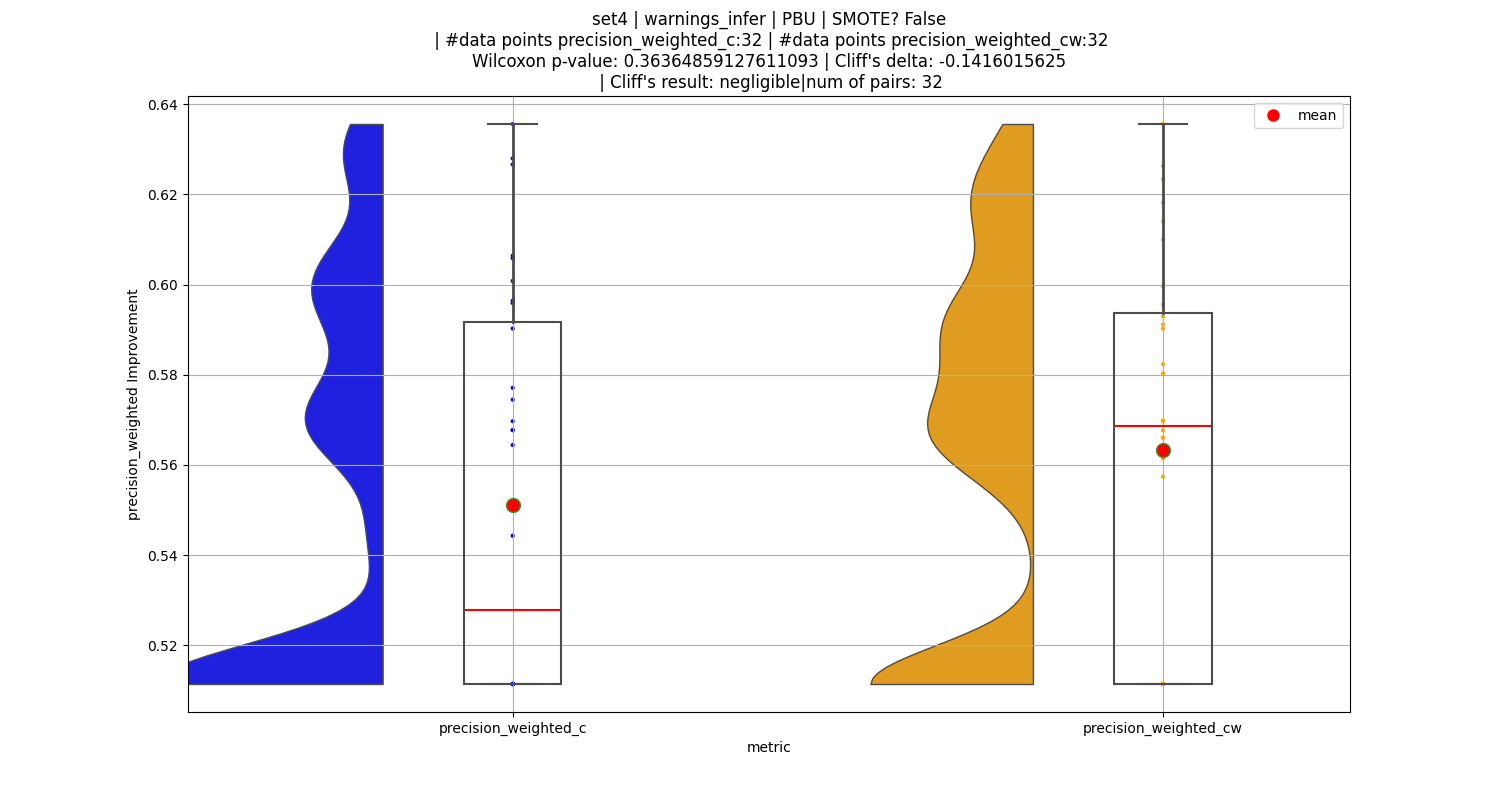 set4 | warnings_infer | PBU | SMOTE? False
| #data points precision_weighted_c:32 | #data points precision_weighted_cw:32
Wilcoxon p-value: 0.36364859127611093 | Cliff's delta: -0.1416015625
| Cliff's result: negligible|num of pairs: 32
mean
0.64
0.62
0.60
0.58
0.56
0.54
0.52
precision_weighted Improvement
precision_weighted_c
precision_weighted_cw
metric